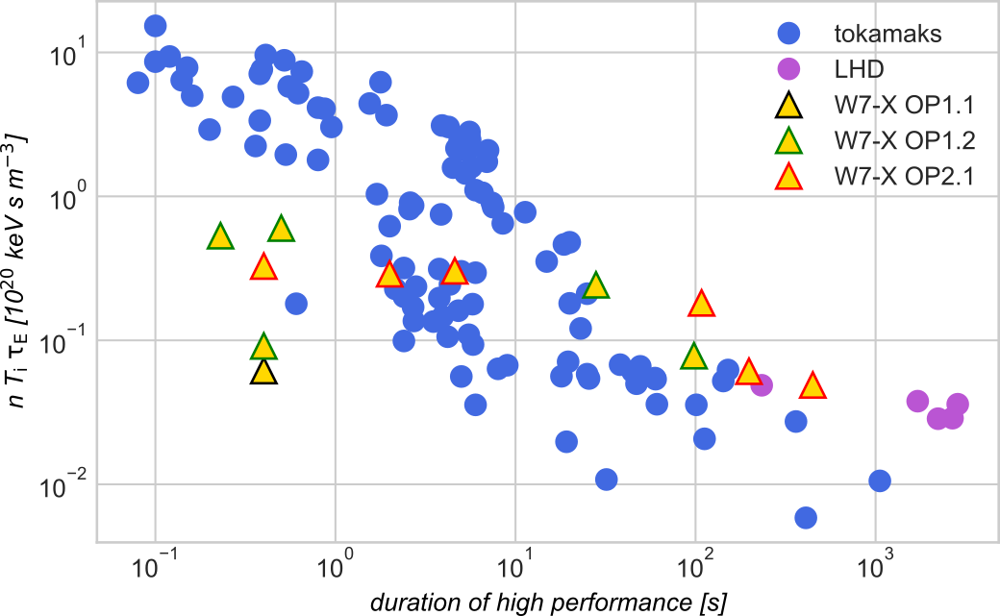 tokamaks
LHD
W7-X OP1.1
W7-X OP1.2
W7-X OP2.1
n Tᵢ τ_E [10²⁰ keV s m⁻³]
10¹
10⁰
10⁻¹
10⁻²
10⁻¹ 10⁰ 10¹ 10² 10³
duration of high performance [s]